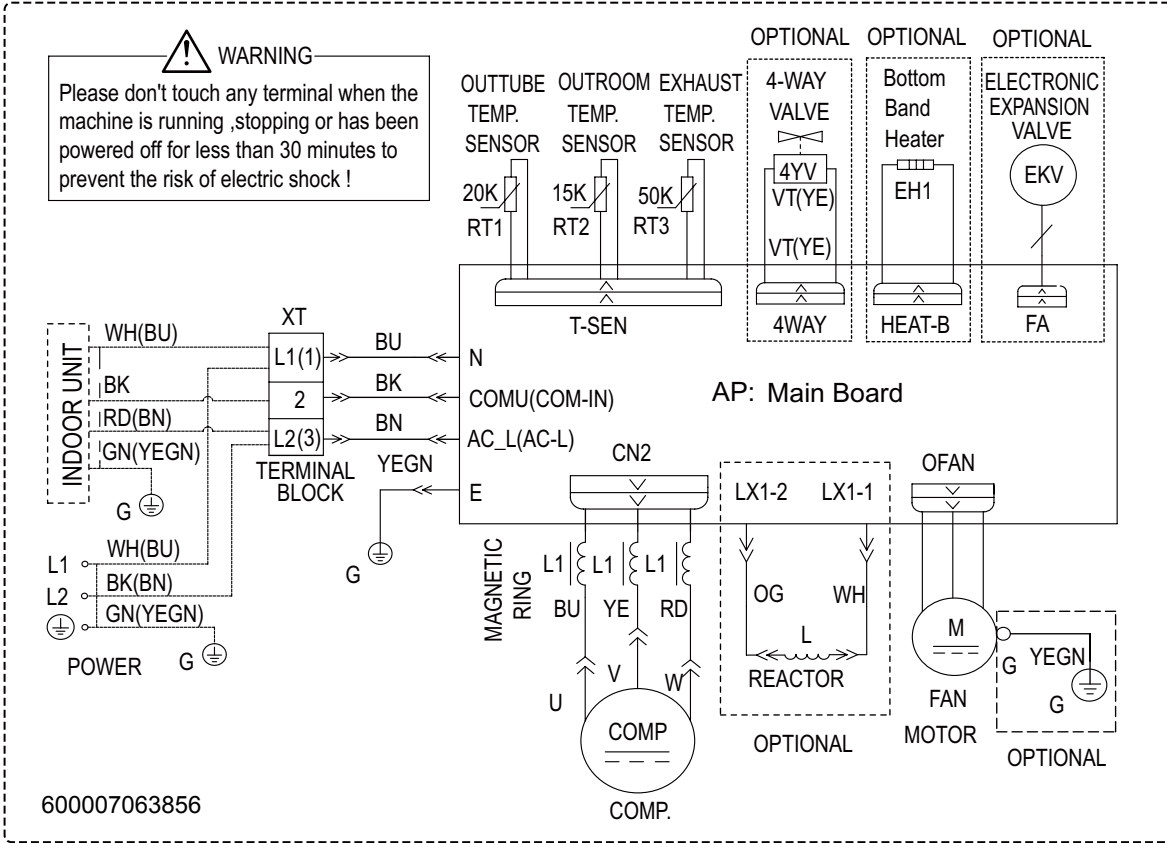 WARNING
Please don't touch any terminal when the
machine is running ,stopping or has been
powered off for less than 30 minutes to
prevent the risk of electric shock !
OUTTUBE
TEMP.
SENSOR
20K
RT1
OUTROOM
TEMP.
SENSOR
15K
RT2
EXHAUST
TEMP.
SENSOR
50K
RT3
T-SEN
OPTIONAL
4-WAY
VALVE
4YV
VT(YE)
VT(YE)
4WAY
OPTIONAL
Bottom
Band
Heater
EH1
HEAT-B
OPTIONAL
ELECTRONIC
EXPANSION
VALVE
EKV
FA
INDOOR UNIT
WH(BU)
BK
RD(BN)
GN(YEGN)
G
XT
L1(1)
2
L2(3)
TERMINAL
BLOCK
BU
BK
BN
YEGN
G
N
COMU(COM-IN)
AC_L(AC-L)
E
AP: Main Board
L1
L2
WH(BU)
BK(BN)
GN(YEGN)
POWER
G
CN2
MAGNETIC
RING
L1
L1
L1
BU
YE
RD
U
V
W
COMP
COMP.
LX1-2
LX1-1
OG
WH
L
REACTOR
OPTIONAL
OFAN
M
FAN
MOTOR
G
YEGN
G
OPTIONAL
600007063856